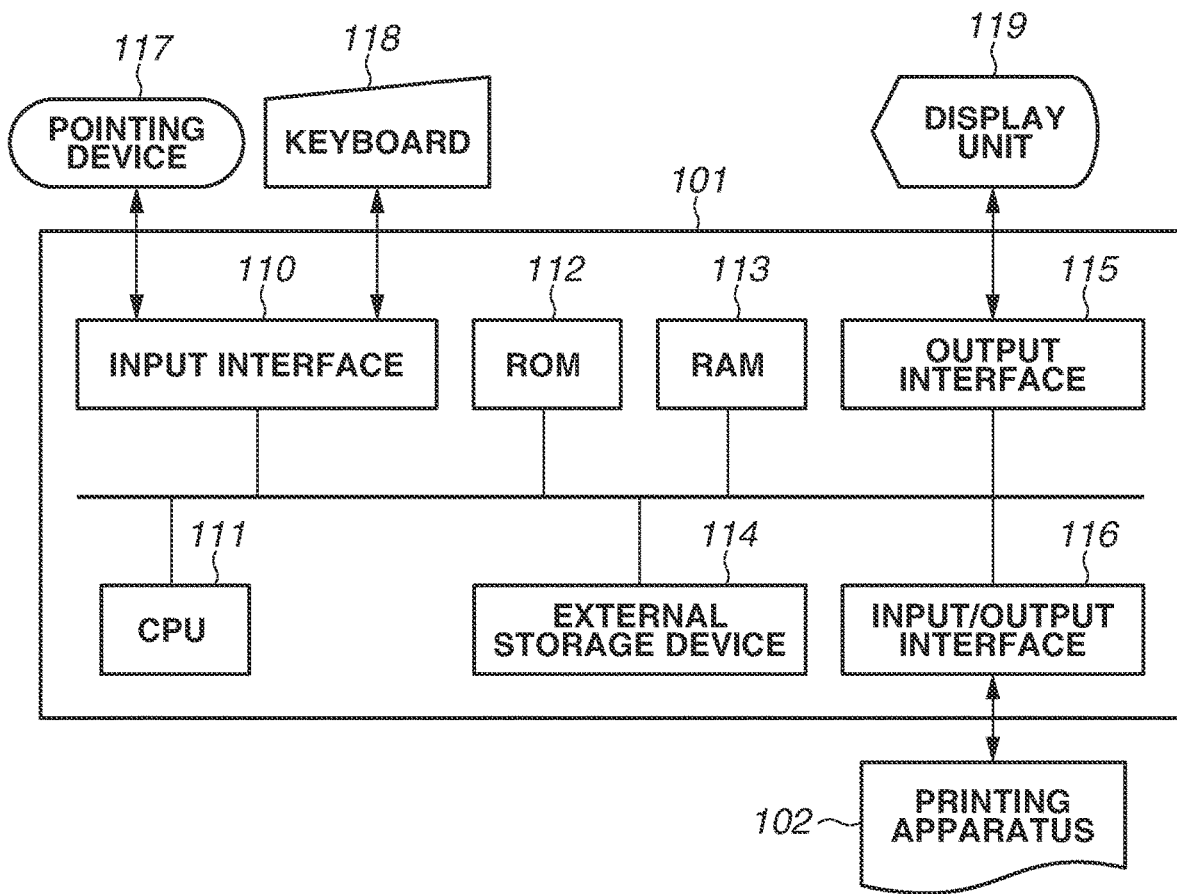 117
118
119
POINTING
DEVICE
KEYBOARD
DISPLAY
UNIT
101
110
112
113
115
INPUT INTERFACE
ROM
RAM
OUTPUT
INTERFACE
111
114
116
CPU
EXTERNAL
STORAGE DEVICE
INPUT/OUTPUT
INTERFACE
102
PRINTING
APPARATUS